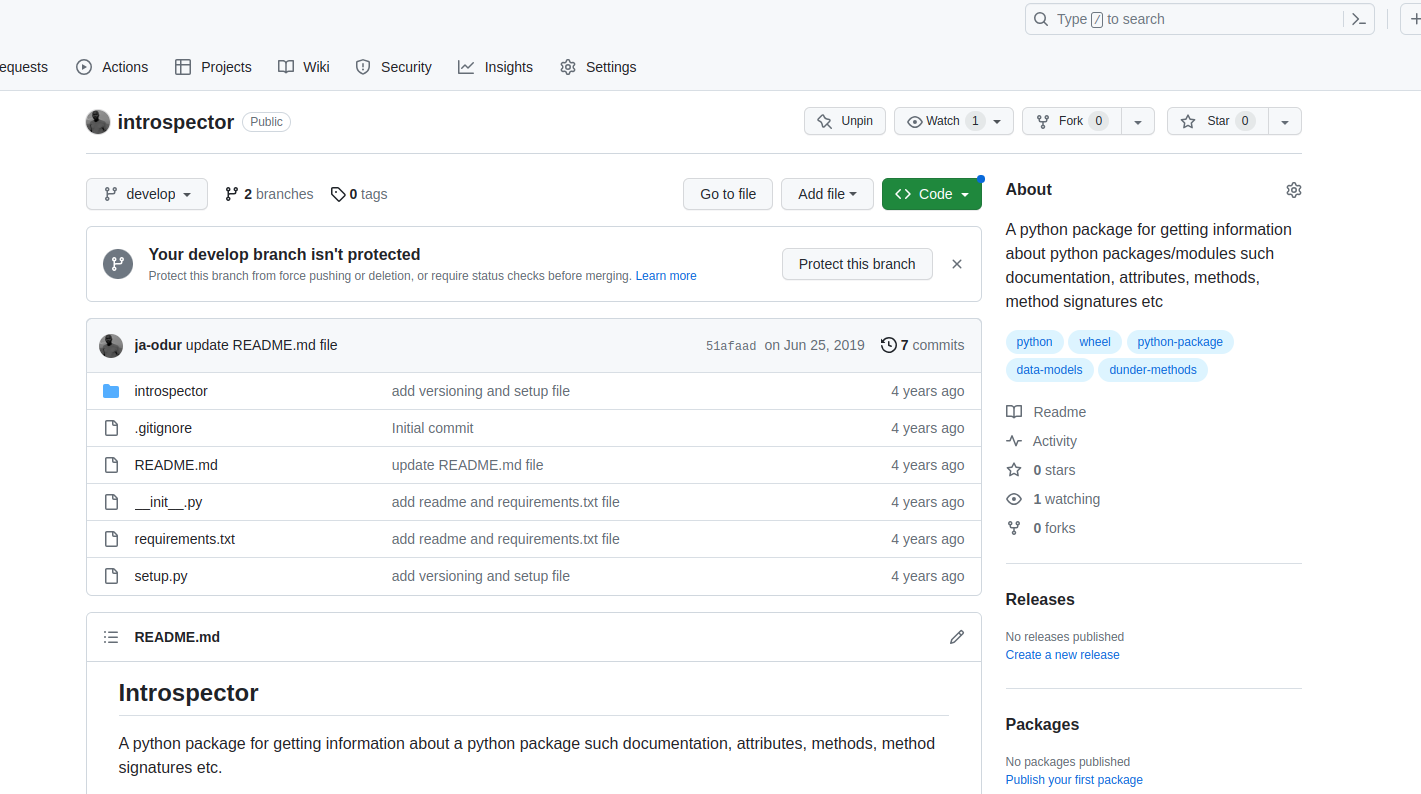 Type / to search
equests Actions Projects Wiki Security Insights Settings
introspector Public Unpin Watch 1 Fork 0 Star 0
develop 2 branches 0 tags Go to file Add file Code
Your develop branch isn't protected
Protect this branch from force pushing or deletion, or require status checks before merging. Learn more
Protect this branch
ja-odur update README.md file 51afaad on Jun 25, 2019 7 commits
introspector add versioning and setup file 4 years ago
.gitignore Initial commit 4 years ago
README.md update README.md file 4 years ago
__init__.py add readme and requirements.txt file 4 years ago
requirements.txt add readme and requirements.txt file 4 years ago
setup.py add versioning and setup file 4 years ago
README.md
Introspector
A python package for getting information about a python package such documentation, attributes, methods, method
signatures etc.
About
A python package for getting information
about python packages/modules such
documentation, attributes, methods,
method signatures etc
python wheel python-package
data-models dunder-methods
Readme
Activity
0 stars
1 watching
0 forks
Releases
No releases published
Create a new release
Packages
No packages published
Publish your first package